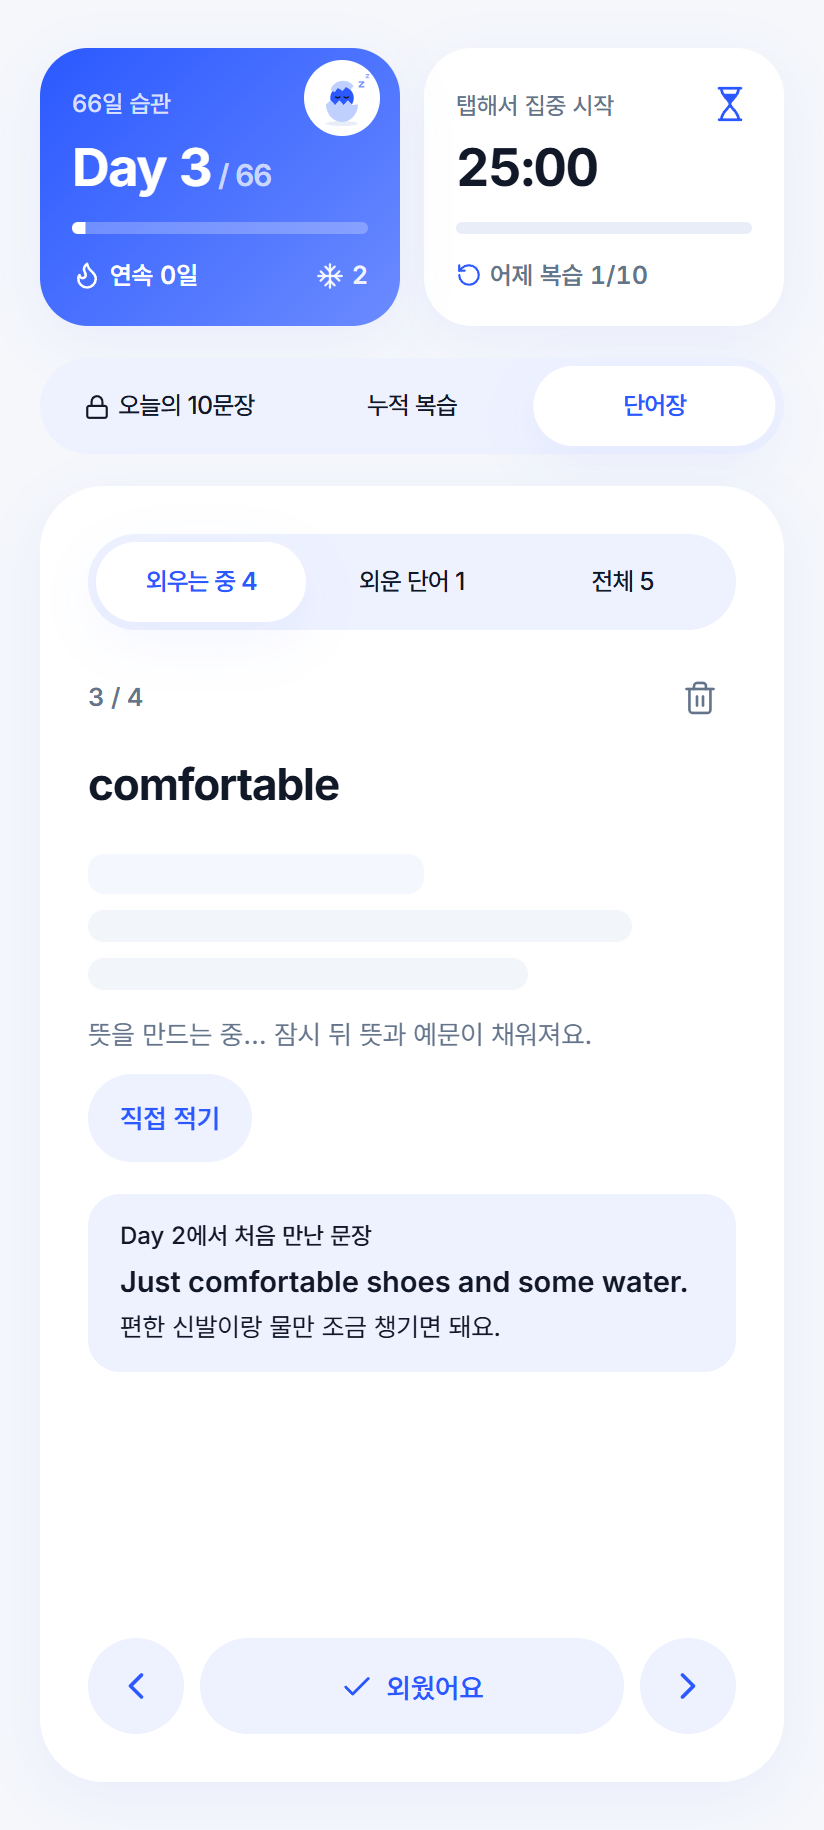 66일 습관
z z
Day 3 / 66
연속 0일
2
탭해서 집중 시작
25:00
어제 복습 1/10
오늘의 10문장
누적 복습
단어장
외우는 중 4
외운 단어 1
전체 5
3 / 4
comfortable
뜻을 만드는 중... 잠시 뒤 뜻과 예문이 채워져요.
직접 적기
Day 2에서 처음 만난 문장
Just comfortable shoes and some water.
편한 신발이랑 물만 조금 챙기면 돼요.
외웠어요